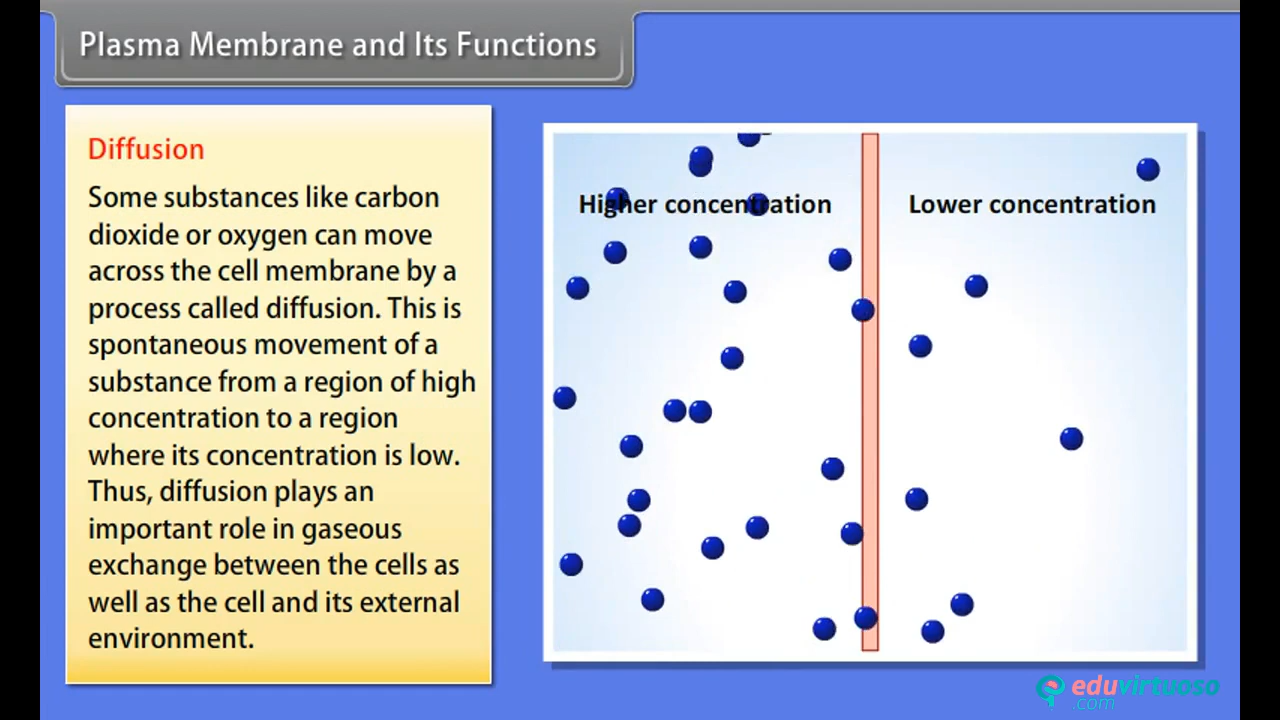 Plasma Membrane and Its Functions
Diffusion
Some substances like carbon
dioxide or oxygen can move
across the cell membrane by a
process called diffusion. This is
spontaneous movement of a
substance from a region of high
concentration to a region
where its concentration is low.
Thus, diffusion plays an
important role in gaseous
exchange between the cells as
well as the cell and its external
environment.
Higher concentration
Lower concentration
eduvirtuoso
.com